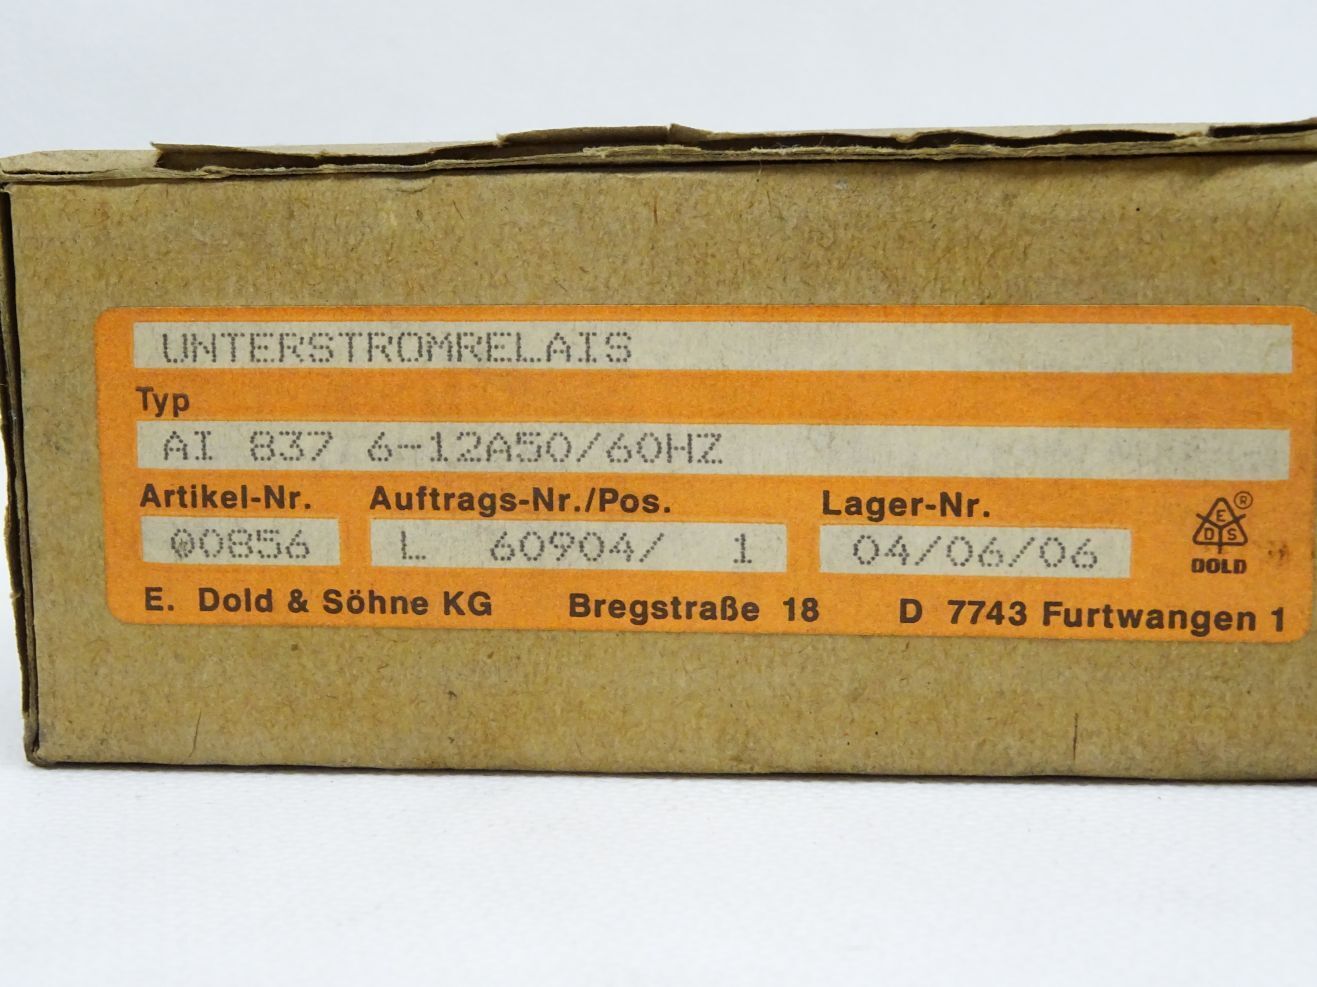 UNTERSTROMRELAIS
Typ
AI 837 6-12A50/60HZ
Artikel-Nr. Auftrags-Nr./Pos. Lager-Nr.
00856 L 60904/ 1 04/06/06
®
E
D S
DOLD
E. Dold & Söhne KG Bregstraße 18 D 7743 Furtwangen 1